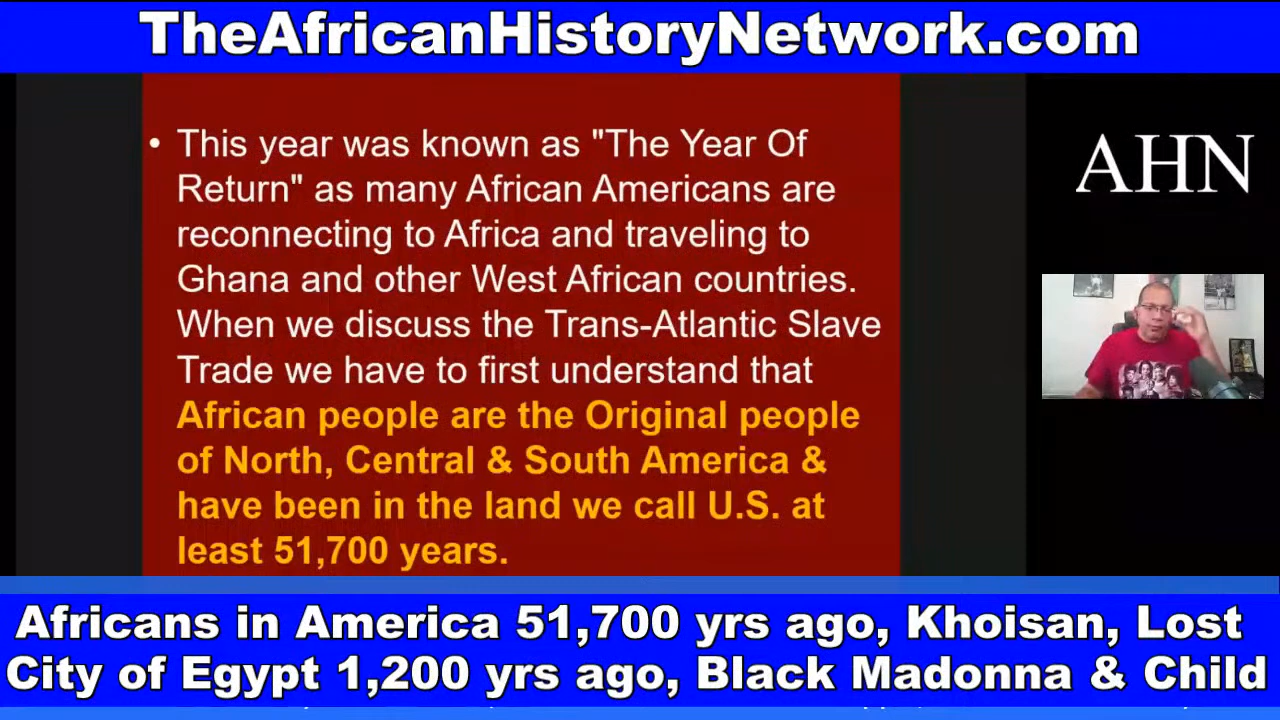 TheAfricanHistoryNetwork.com
• This year was known as "The Year Of
Return" as many African Americans are
reconnecting to Africa and traveling to
Ghana and other West African countries.
When we discuss the Trans-Atlantic Slave
Trade we have to first understand that
African people are the Original people
of North, Central & South America &
have been in the land we call U.S. at
least 51,700 years.
AHN
Africans in America 51,700 yrs ago, Khoisan, Lost
City of Egypt 1,200 yrs ago, Black Madonna & Child